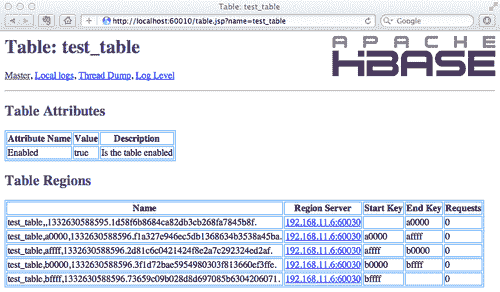 Table: test_table
http://localhost:60010/table.jsp?name=test_table
Google
Table: test_table
APACHE
HBASE
Master, Local logs, Thread Dump, Log Level
Table Attributes
Attribute Name Value Description
Enabled true Is the table enabled
Table Regions
Name Region Server Start Key End Key Requests
test_table,,1332630588595.1d58f6b8684ca82db3cb268fa7845b8f. 192.168.11.6:60030 a0000 0
test_table,a0000,1332630588596.f1a327c946ec5db1368634b3538a45ba. 192.168.11.6:60030 a0000 affff 0
test_table,affff,1332630588596.2d81c6c0421424f8e2a7c292324ed2af. 192.168.11.6:60030 affff b0000 0
test_table,b0000,1332630588596.3f1d72bae5954980303f813660ef3ffe. 192.168.11.6:60030 b0000 bffff 0
test_table,bffff,1332630588596.73659c09b028d8d697085b6304206071. 192.168.11.6:60030 bffff 0